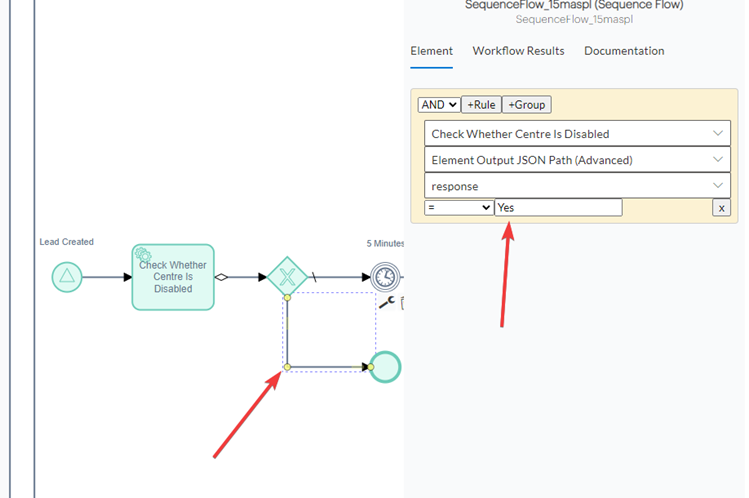 SequenceFlow_15maspl (Sequence Flow)
SequenceFlow_15maspl
Element Workflow Results Documentation
AND +Rule +Group
Check Whether Centre Is Disabled
Element Output JSON Path (Advanced)
response
= Yes x
Lead Created
5 Minutes
Check Whether
Centre Is
Disabled